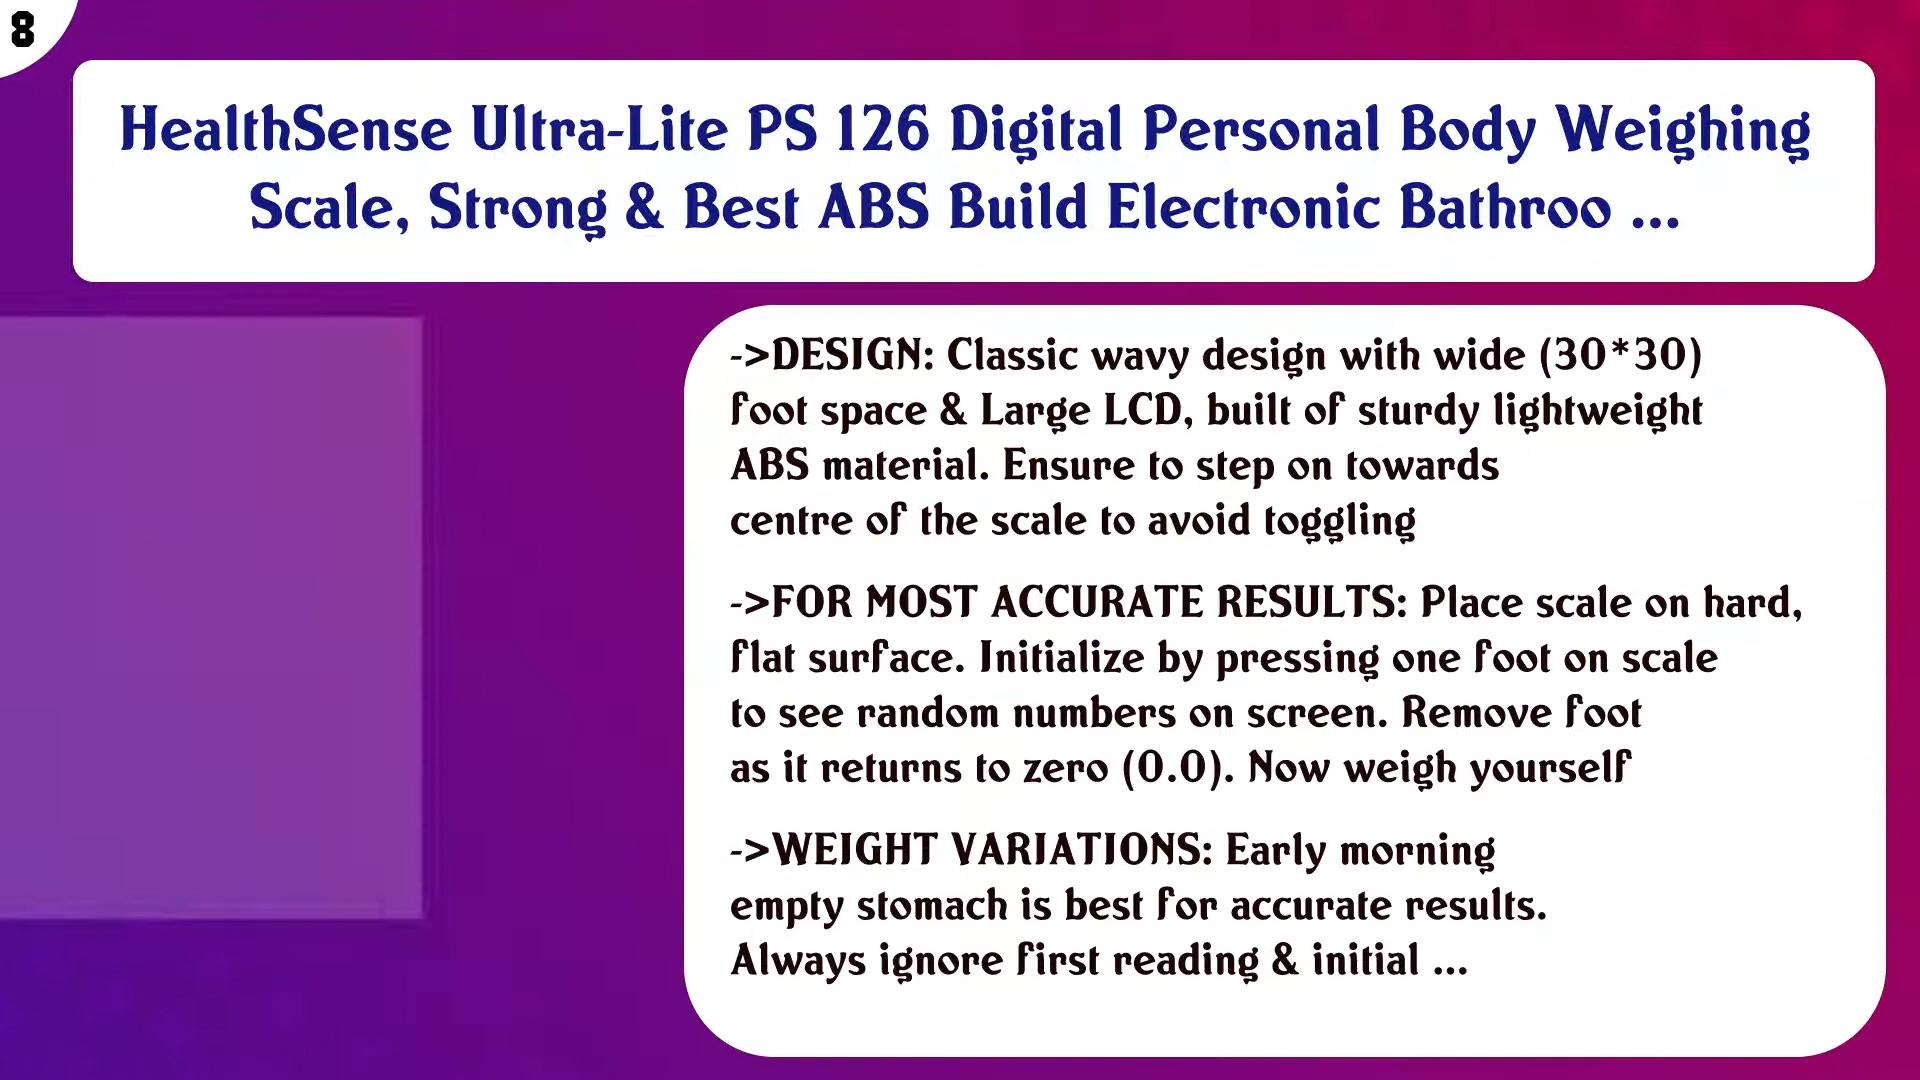 8
HealthSense Ultra-Lite PS 126 Digital Personal Body Weighing
Scale, Strong & Best ABS Build Electronic Bathroo ...
->DESIGN: Classic wavy design with wide (30*30)
foot space & Large LCD, built of sturdy lightweight
ABS material. Ensure to step on towards
centre of the scale to avoid toggling
->FOR MOST ACCURATE RESULTS: Place scale on hard,
flat surface. Initialize by pressing one foot on scale
to see random numbers on screen. Remove foot
as it returns to zero (0.0). Now weigh yourself
->WEIGHT VARIATIONS: Early morning
empty stomach is best for accurate results.
Always ignore first reading & initial ...